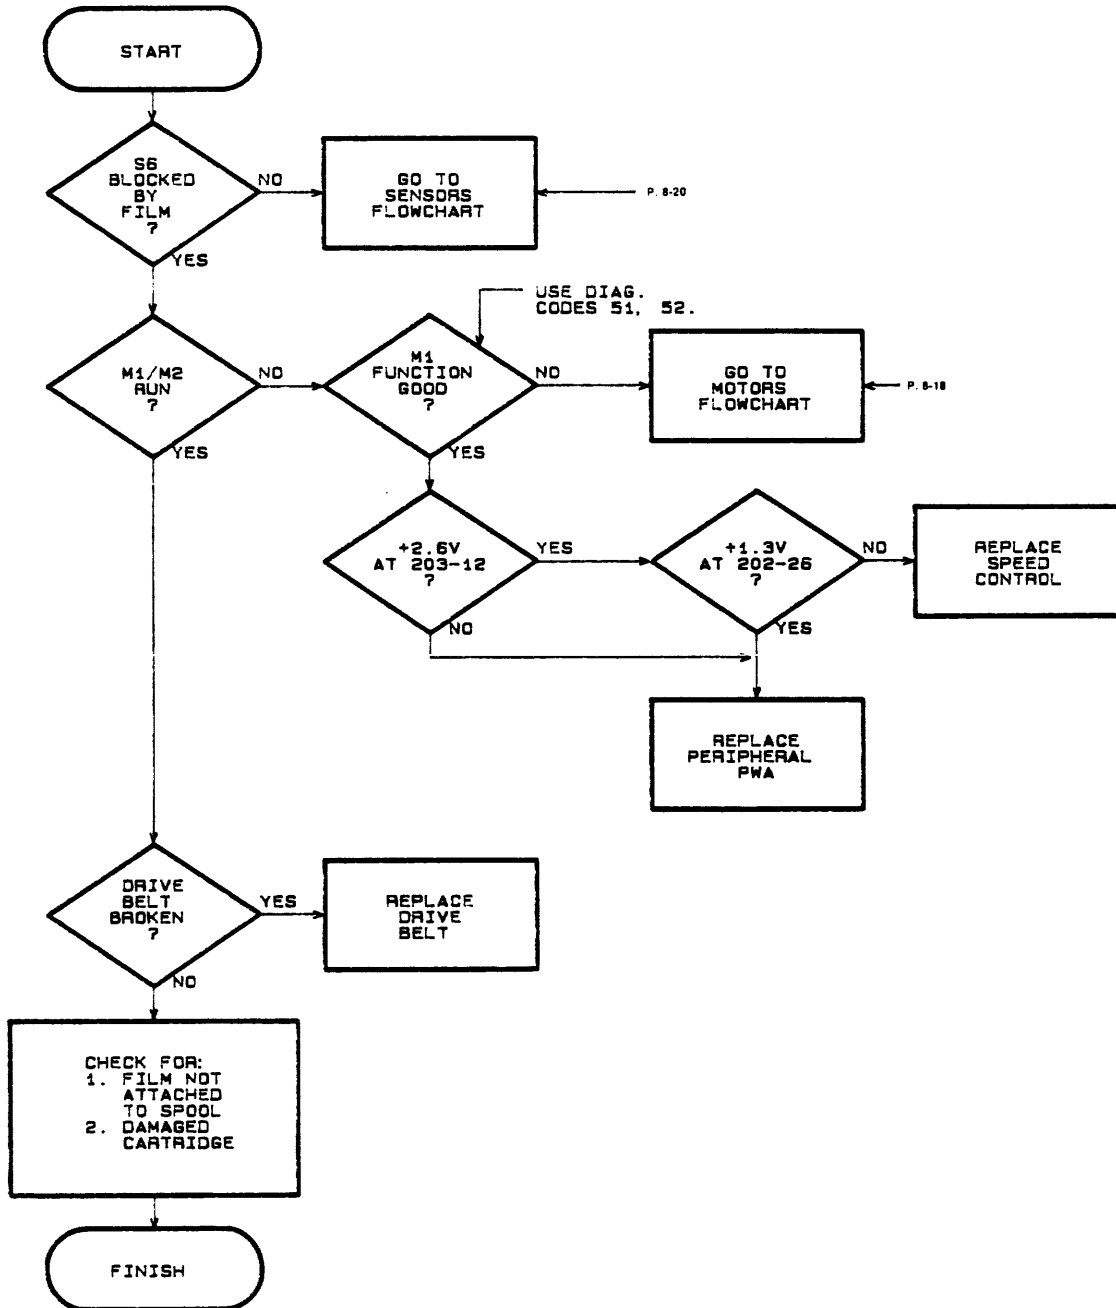 START
S6
BLOCKED
BY
FILM
?
NO
GO TO
SENSORS
FLOWCHART
P. 8-20
YES
USE DIAG.
CODES 51, 52.
M1/M2
RUN
?
NO
M1
FUNCTION
GOOD
?
NO
GO TO
MOTORS
FLOWCHART
P. 8-18
YES
YES
+2.6V
AT 203-12
?
YES
+1.3V
AT 202-26
?
NO
REPLACE
SPEED
CONTROL
NO
YES
REPLACE
PERIPHERAL
PWA
DRIVE
BELT
BROKEN
?
YES
REPLACE
DRIVE
BELT
NO
CHECK FOR:
1. FILM NOT
ATTACHED
TO SPOOL
2. DAMAGED
CARTRIDGE
FINISH